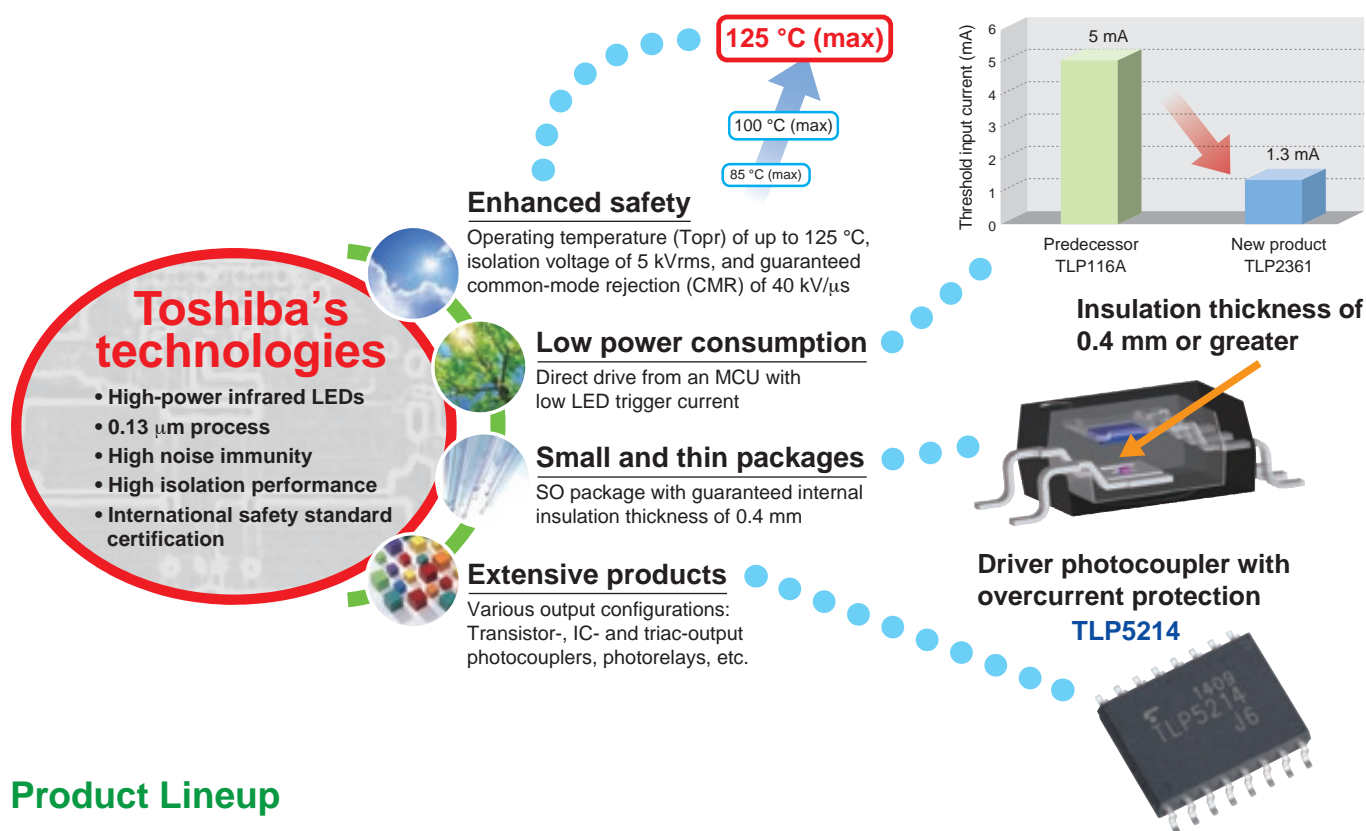 125 °C (max)
100 °C (max)
85 °C (max)
Enhanced safety
Operating temperature (Topr) of up to 125 °C,
isolation voltage of 5 kVrms, and guaranteed
common-mode rejection (CMR) of 40 kV/μs
Toshiba's
technologies
• High-power infrared LEDs
• 0.13 μm process
• High noise immunity
• High isolation performance
• International safety standard
certification
Low power consumption
Direct drive from an MCU with
low LED trigger current
Small and thin packages
SO package with guaranteed internal
insulation thickness of 0.4 mm
Extensive products
Various output configurations:
Transistor-, IC- and triac-output
photocouplers, photorelays, etc.
Threshold input current (mA)
6
5
4
3
2
1
0
5 mA
1.3 mA
Predecessor
TLP116A
New product
TLP2361
Insulation thickness of
0.4 mm or greater
Driver photocoupler with
overcurrent protection
TLP5214
1409
TLP5214
J6
Product Lineup